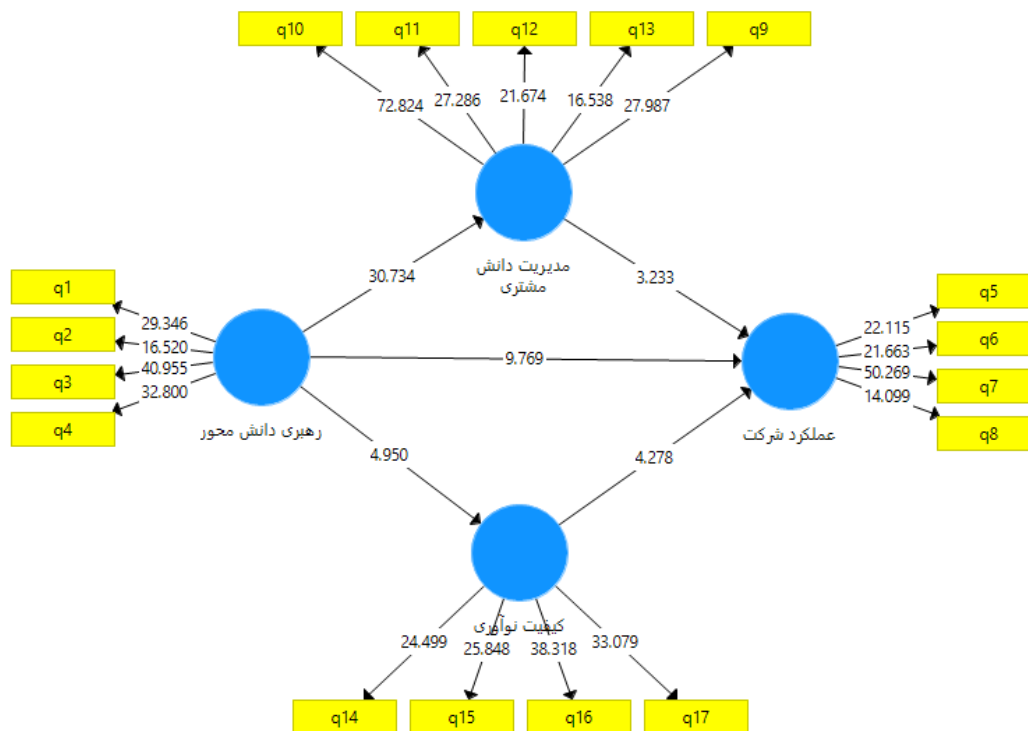 q10 q11 q12 q13 q9
72.824 27.286 21.674 16.538 27.987
مدیریت دانش
مشتری
30.734 3.233
q1
q2
q3
q4
29.346
16.520
40.955
32.800
رهبری دانش محور
9.769
q5
q6
q7
q8
22.115
21.663
50.269
14.099
عملکرد شرکت
4.950 4.278
کیفیت نوآوری
24.499 25.848 38.318 33.079
q14 q15 q16 q17